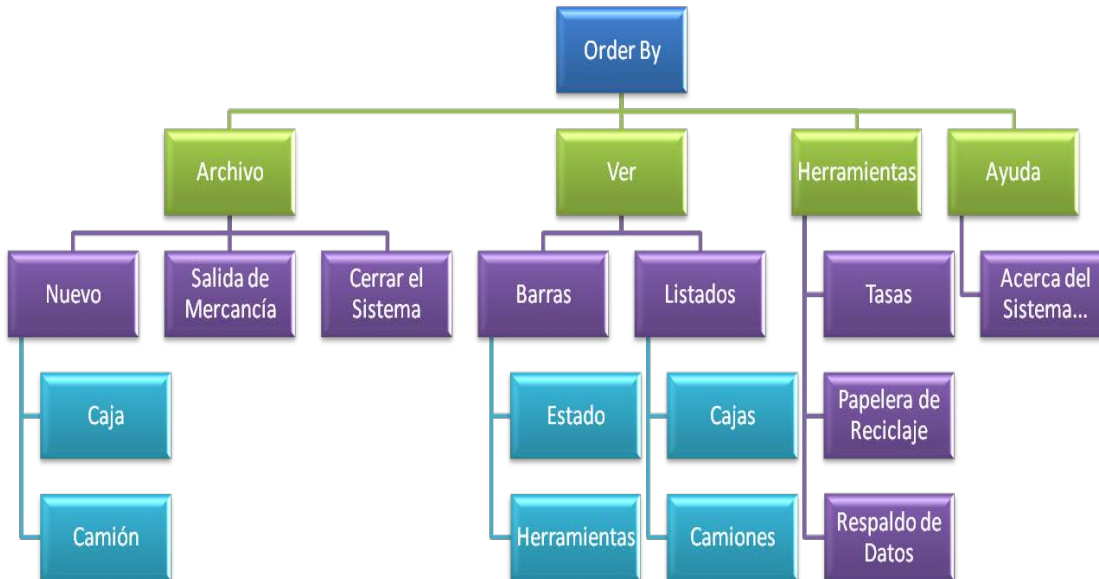 Order By
Archivo
Ver
Herramientas
Ayuda
Nuevo
Salida de
Mercancía
Cerrar el
Sistema
Barras
Listados
Tasas
Acerca del
Sistema...
Caja
Estado
Cajas
Papelera de
Reciclaje
Camión
Herramientas
Camiones
Respaldo de
Datos